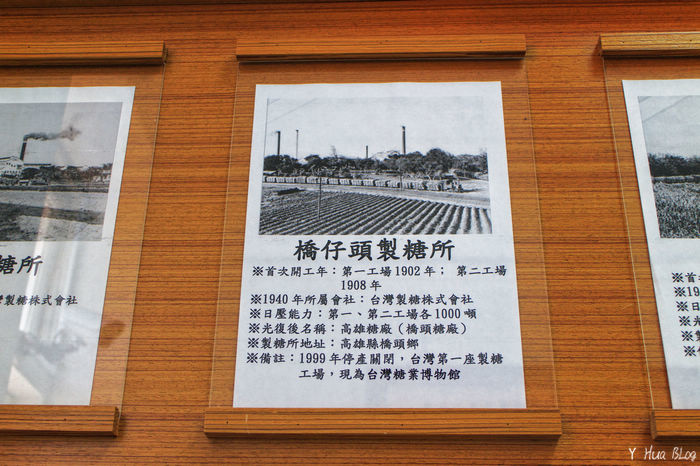 糖所
製糖株式會社
橋仔頭製糖所
※首次開工年：第一工場1902年；第二工場
1908年
※1940年所屬會社：台灣製糖株式會社
※日壓能力：第一、第二工場各1000噸
※光復後名稱：高雄糖廠（橋頭糖廠）
※製糖所地址：高雄縣橋頭鄉
※備註：1999年停產關閉，台灣第一座製糖
工場，現為台灣糖業博物館
※首
※19
※日
※光
※製
※備
Y Hua BLog